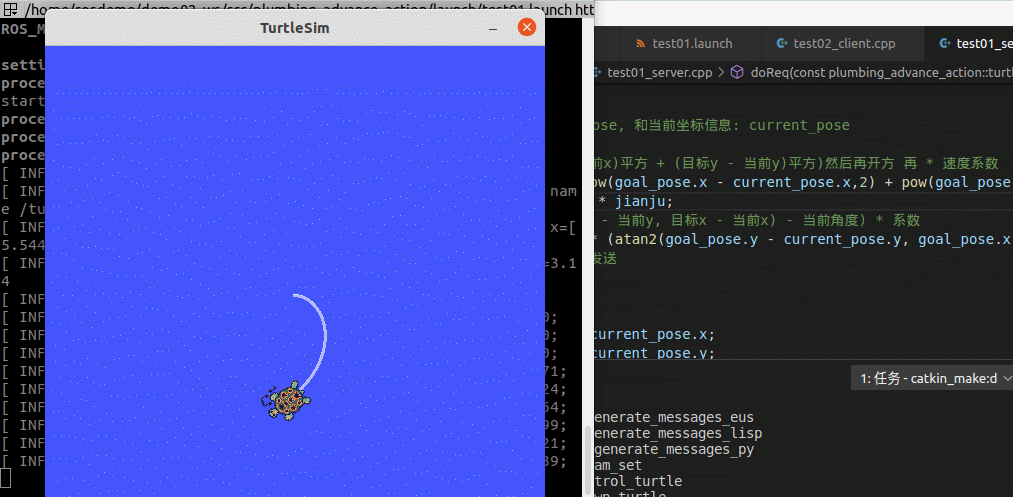 /home/rosdemo/demo03_ws/src/plumbing_advance_action/launch/test01.launch htt
TurtleSim
ROS_M
setti
proce
start
proce
proce
proce
[ INF
[ INF nam
e /tu
[ INF x=[
5.544
[ INF =3.1
4
[ INF
[ INF 0;
[ INF 0;
[ INF 0;
[ INF 71;
[ INF 24;
[ INF 64;
[ INF 99;
[ INF 21;
[ INF 39;
test01.launch
test02_client.cpp
test01_se
test01_server.cpp > doReq(const plumbing_advance_action::turtl
ose, 和当前坐标信息: current_pose
前x)平方 + (目标y - 当前y)平方)然后再开方 再 * 速度系数
ow(goal_pose.x - current_pose.x,2) + pow(goal_pose
* jianju;
- 当前y, 目标x - 当前x) - 当前角度) * 系数
* (atan2(goal_pose.y - current_pose.y, goal_pose.x
发送
current_pose.x;
current_pose.y;
1: 任务 - catkin_make:d
enerate_messages_eus
enerate_messages_lisp
generate_messages_py
am_set
trol_turtle
wn_turtle